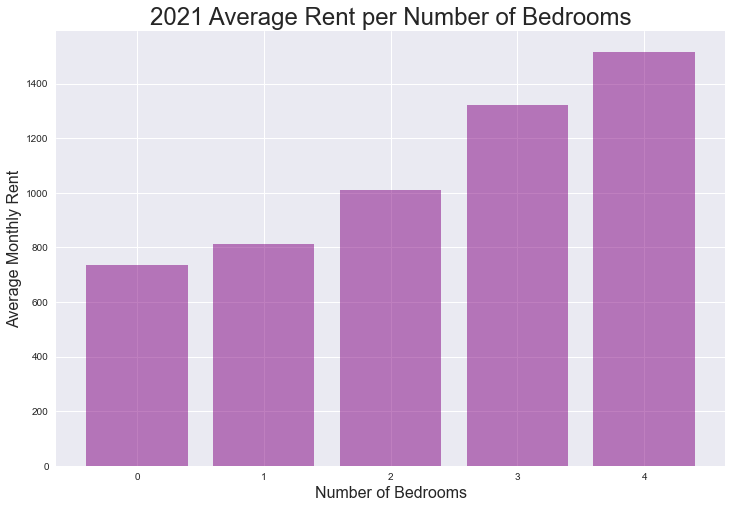 2021 Average Rent per Number of Bedrooms
Average Monthly Rent
1400
1200
1000
800
600
400
200
0
0 1 2 3 4
Number of Bedrooms